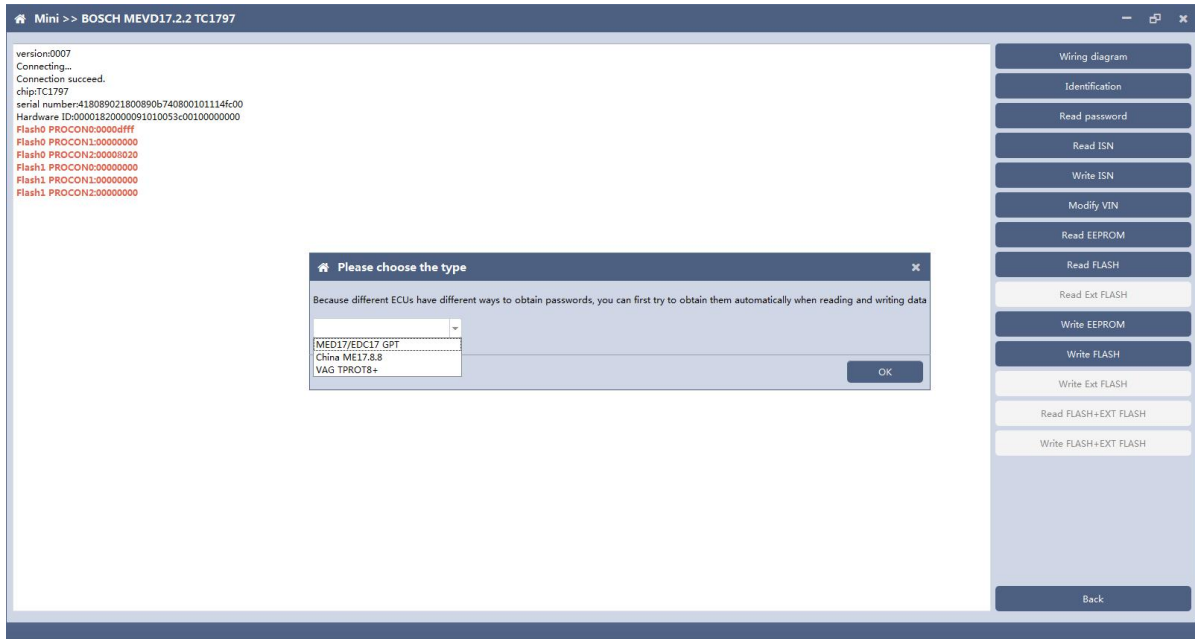 Mini >> BOSCH MEVD17.2.2 TC1797
version:0007
Connecting...
Connection succeed.
chip:TC1797
serial number:418089021800890b740800101114fc00
Hardware ID:00001820000091010053c00100000000
Flash0 PROCON0:0000dfff
Flash0 PROCON1:00000000
Flash0 PROCON2:00008020
Flash1 PROCON0:00000000
Flash1 PROCON1:00000000
Flash1 PROCON2:00000000
Please choose the type
Because different ECUs have different ways to obtain passwords, you can first try to obtain them automatically when reading and writing data
MED17/EDC17 GPT
China ME17.8.8
VAG TPROT8+
OK
Wiring diagram
Identification
Read password
Read ISN
Write ISN
Modify VIN
Read EEPROM
Read FLASH
Read Ext FLASH
Write EEPROM
Write FLASH
Write Ext FLASH
Read FLASH+EXT FLASH
Write FLASH+EXT FLASH
Back